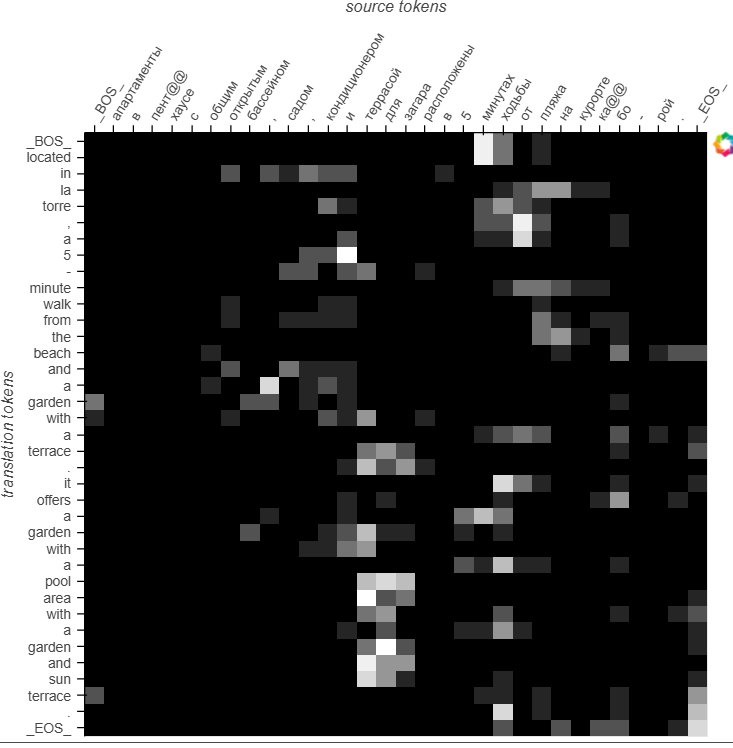 source tokens
_BOS_
апартаменты
в
пент@@
хаусе
с
общим
открытым
бассейном
,
садом
,
кондиционером
и
террасой
для
загара
расположены
в
5
минутах
ходьбы
от
пляжа
на
курорте
ка@@
бо
-
рой
.
_EOS_
translation tokens
_BOS_
located
in
la
torre
,
a
5
-
minute
walk
from
the
beach
and
a
garden
with
a
terrace
.
it
offers
a
garden
with
a
pool
area
with
a
garden
and
sun
terrace
.
_EOS_